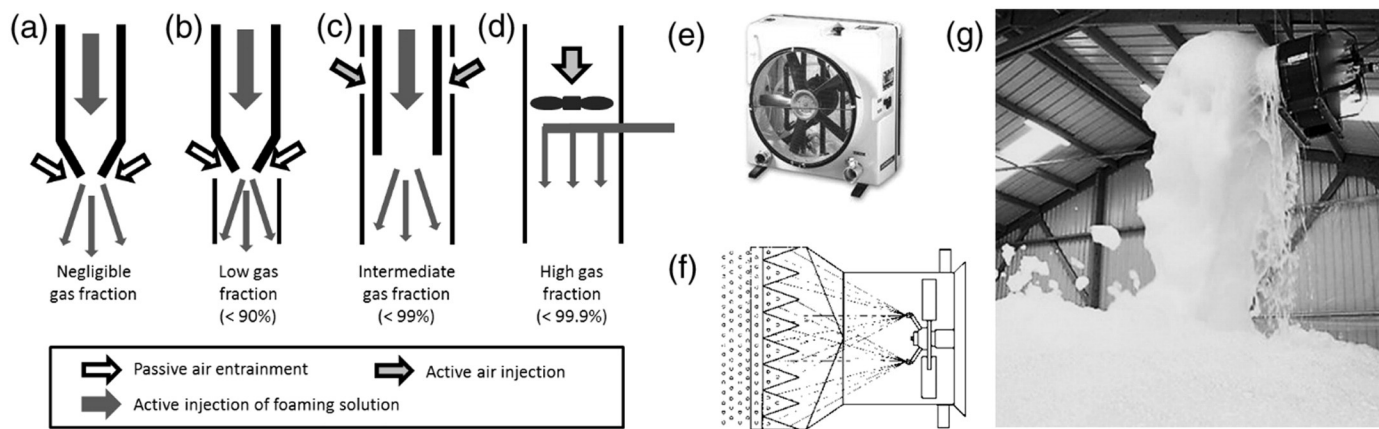 (a)
(b)
(c)
(d)
(e)
(g)
Negligible
gas fraction
Low gas
fraction
(< 90%)
Intermediate
gas fraction
(< 99%)
High gas
fraction
(< 99.9%)
(f)
Passive air entrainment
Active air injection
Active injection of foaming solution